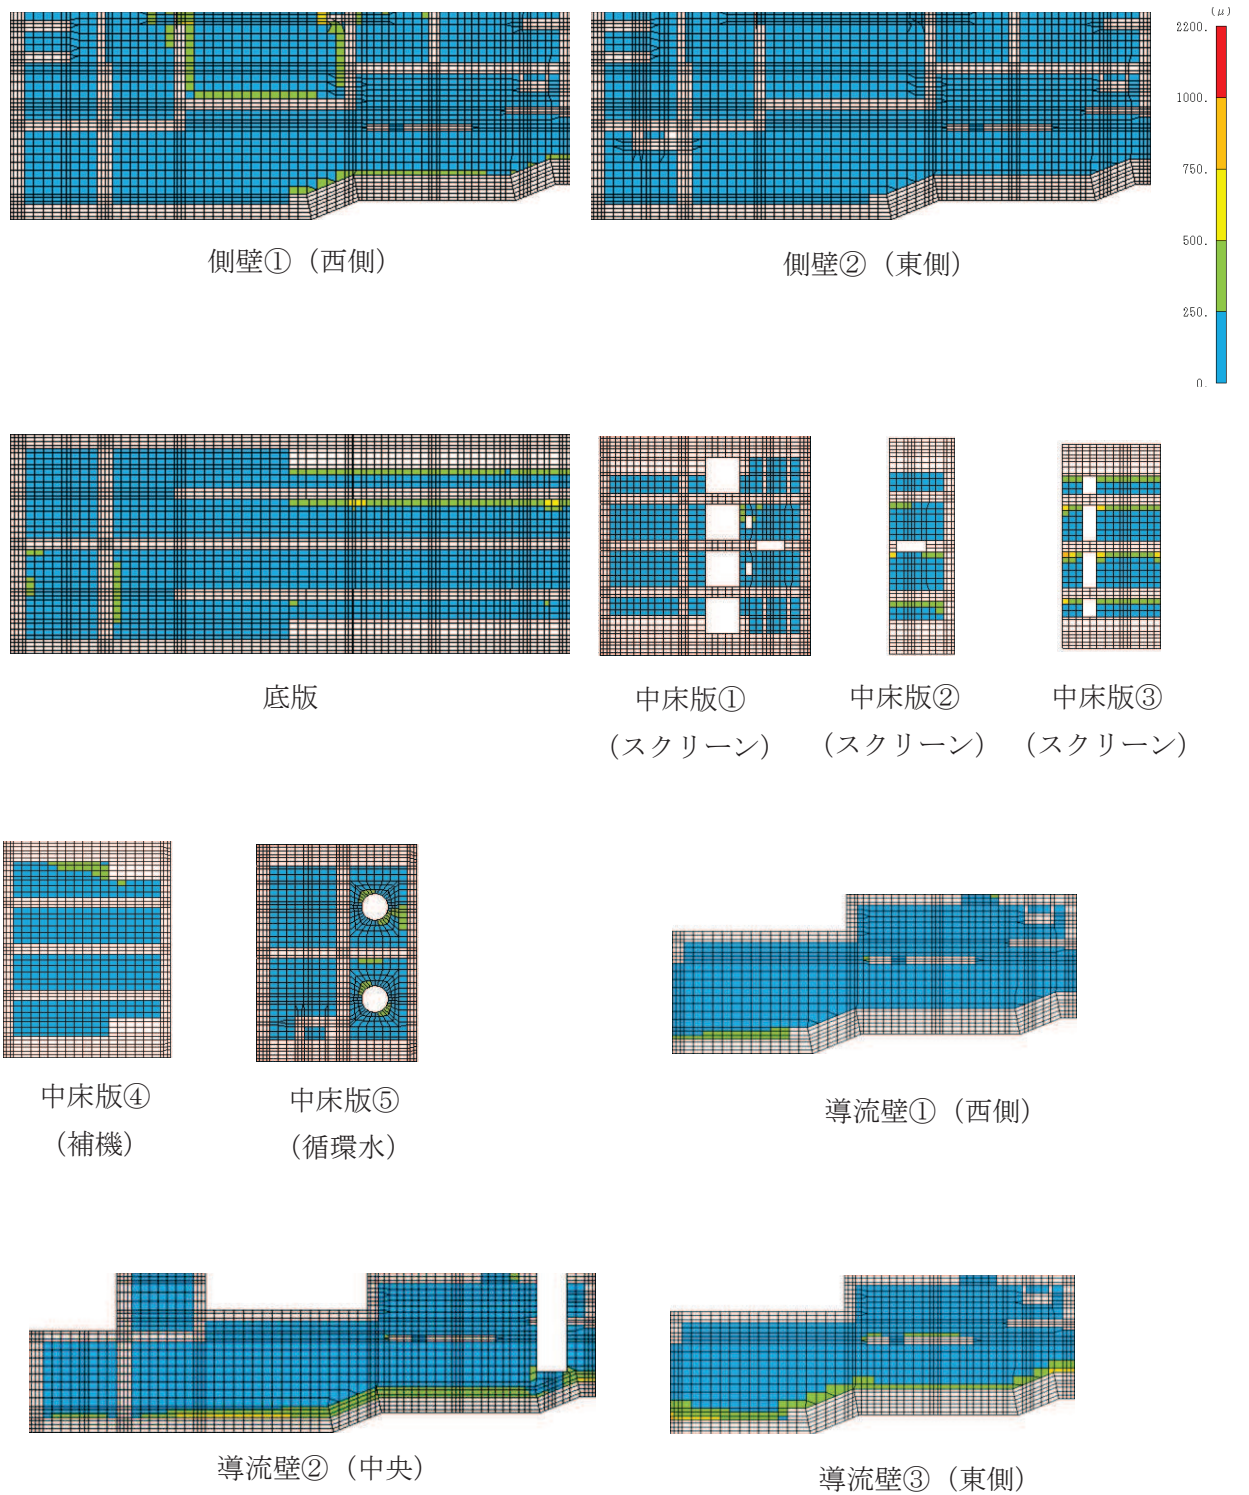 (μ)
2200.
1000.
750.
500.
250.
0.
側壁①（西側）
側壁②（東側）
底版
中床版①
（スクリーン）
中床版②
（スクリーン）
中床版③
（スクリーン）
中床版④
（補機）
中床版⑤
（循環水）
導流壁①（西側）
導流壁②（中央）
導流壁③（東側）